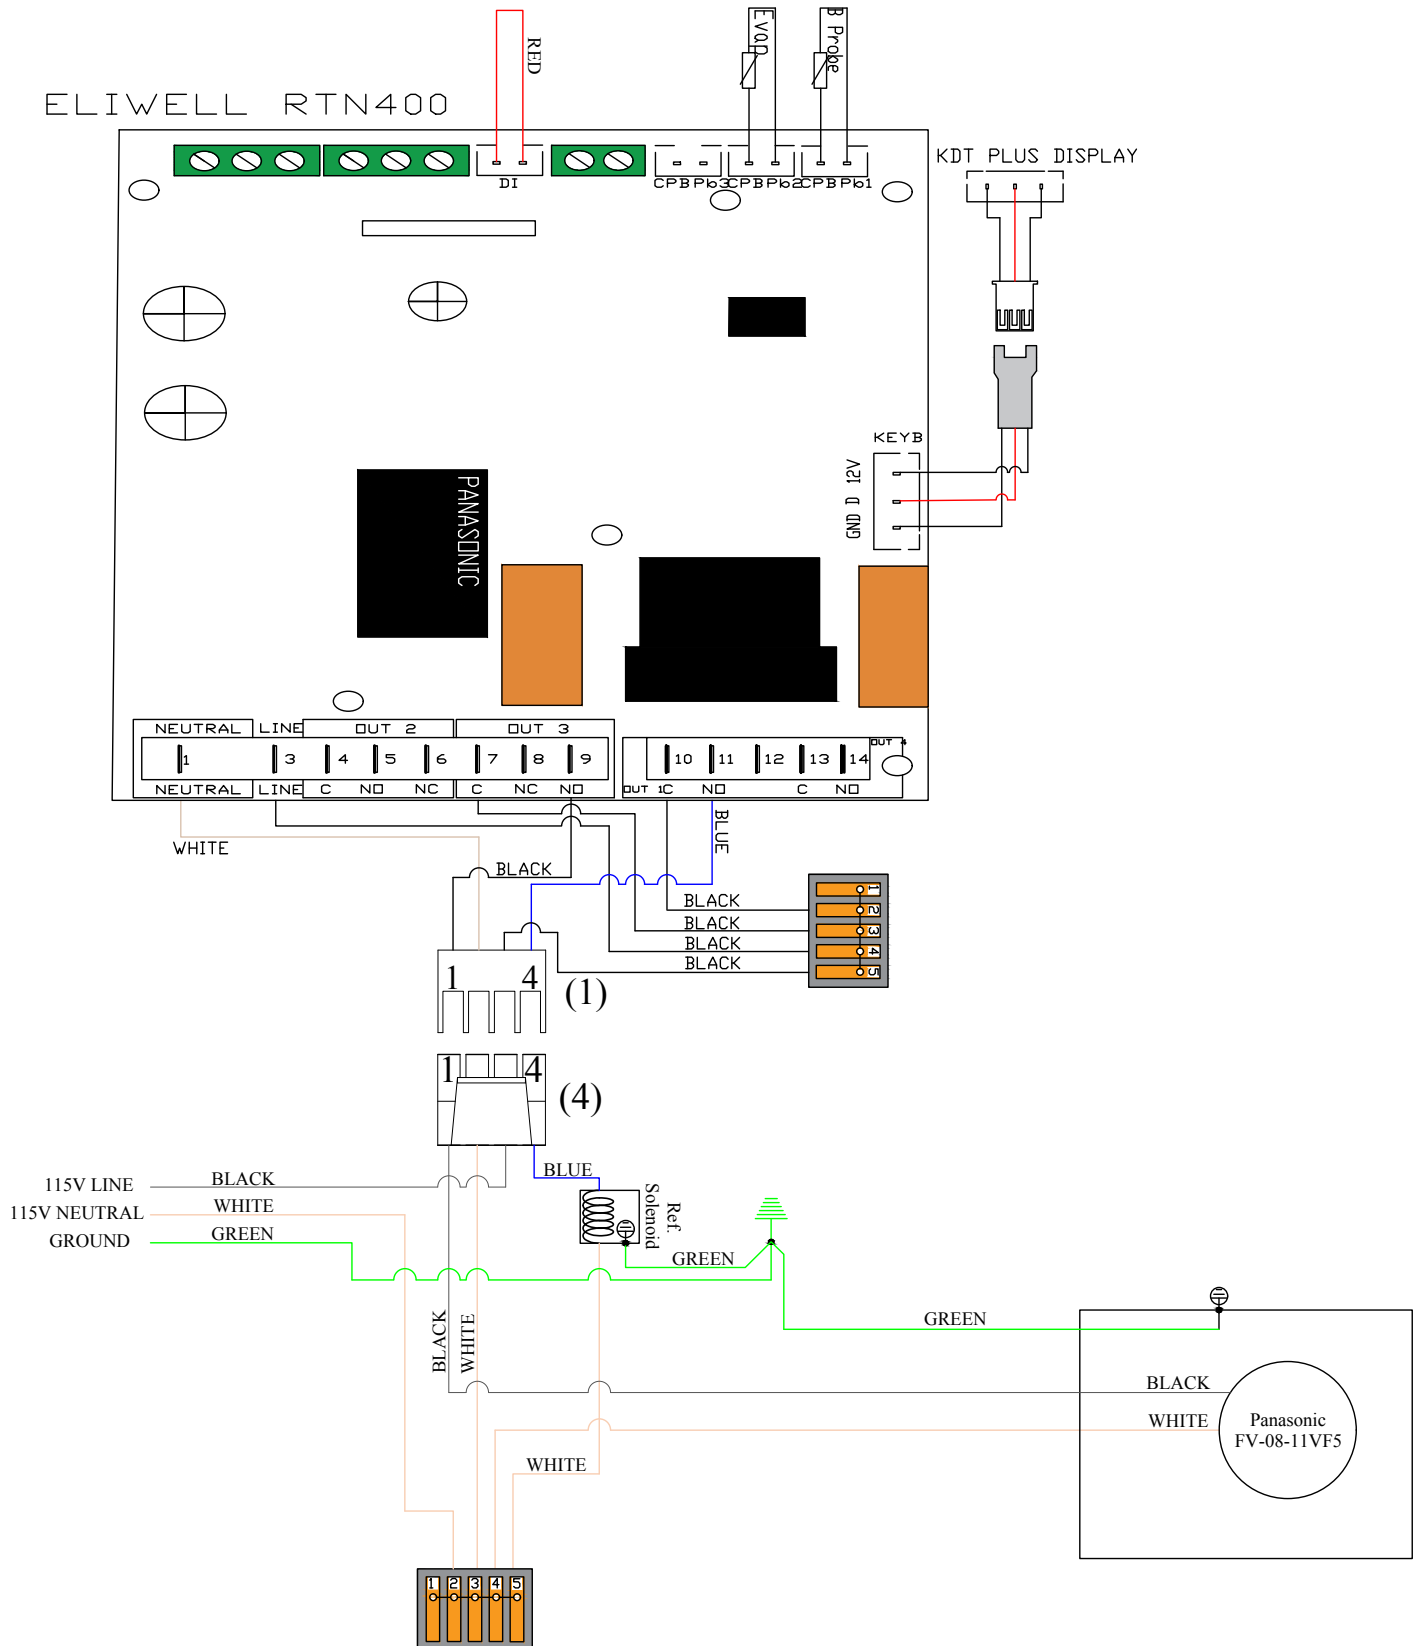 RED
Evap
B Probe
ELIWELL RTN400
KDT PLUS DISPLAY
DI
CPB Pb3
CPB Pb2
CPB Pb1
KEYB
GND D 12V
PANASONIC
NEUTRAL
LINE
OUT 2
OUT 3
OUT 4
1
3
4
5
6
7
8
9
10
11
12
13
14
NEUTRAL
LINE
C
NO
NC
C
NC
NO
OUT 1
C
NO
C
NO
WHITE
BLACK
BLUE
1
2
3
4
5
BLACK
BLACK
BLACK
BLACK
1 4
(1)
1 4
(4)
115V LINE
BLACK
BLUE
115V NEUTRAL
WHITE
GROUND
GREEN
Ref.
Solenoid
GREEN
GREEN
BLACK
WHITE
BLACK
WHITE
Panasonic
FV-08-11VF5
WHITE
1 2 3 4 5